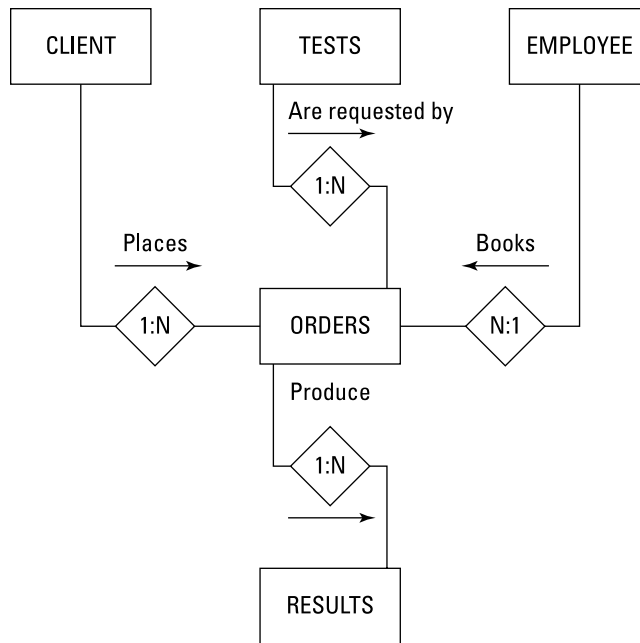 CLIENT
TESTS
EMPLOYEE
Are requested by
1:N
Places
Books
1:N
ORDERS
N:1
Produce
1:N
RESULTS